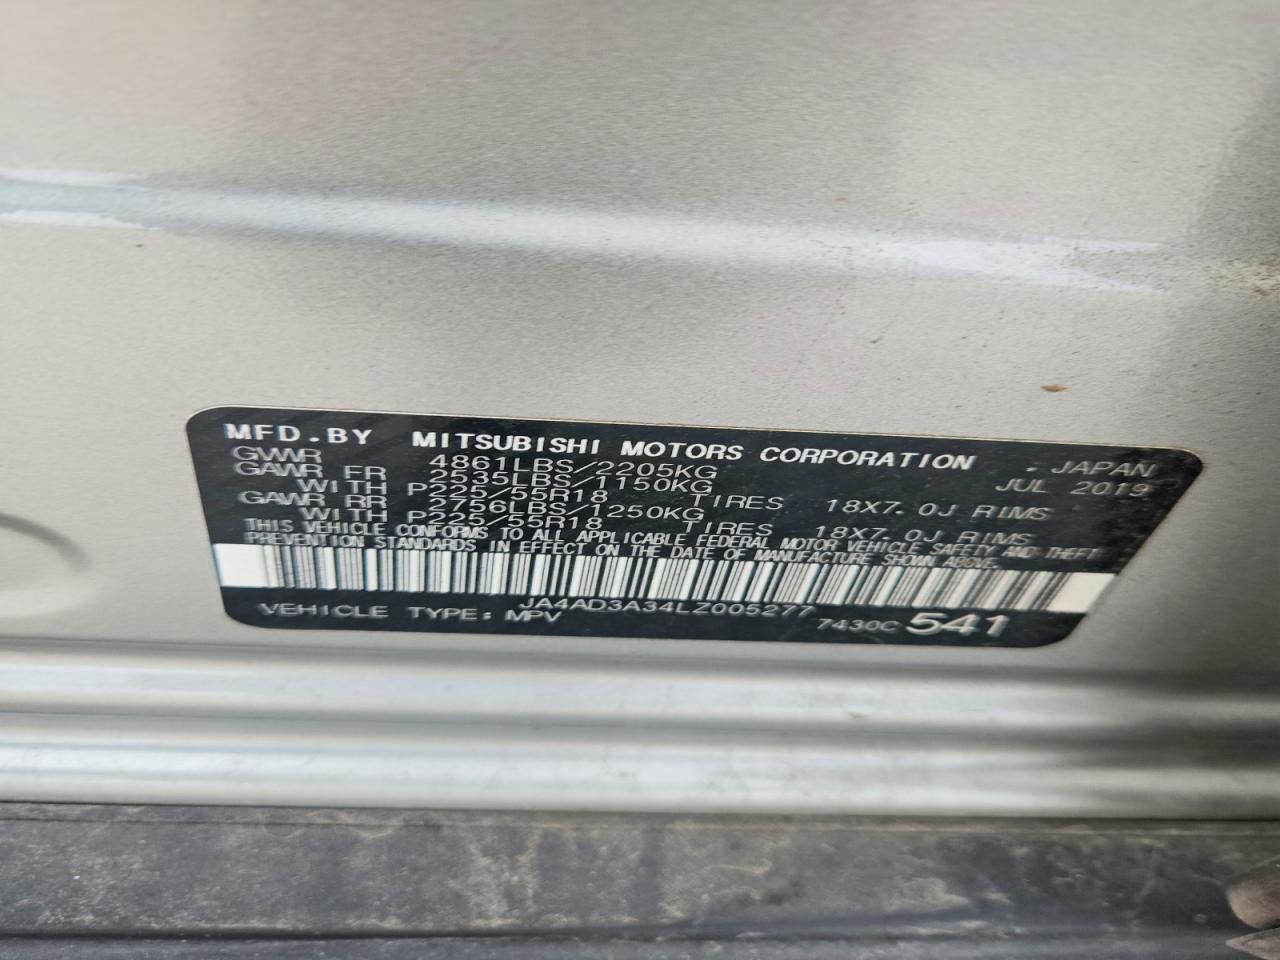 MFD.BY MITSUBISHI MOTORS CORPORATION . JAPAN
GVWR 4861LBS/2205KG JUL 2019
GAWR FR 2535LBS/1150KG
WITH P225/55R18 TIRES 18X7.0J RIMS
GAWR RR 2756LBS/1250KG
WITH P225/55R18 TIRES 18X7.0J RIMS
THIS VEHICLE CONFORMS TO ALL APPLICABLE FEDERAL MOTOR VEHICLE SAFETY AND THEFT
PREVENTION STANDARDS IN EFFECT ON THE DATE OF MANUFACTURE SHOWN ABOVE.
JA4AD3A34LZ005277
VEHICLE TYPE: MPV 7430C 541